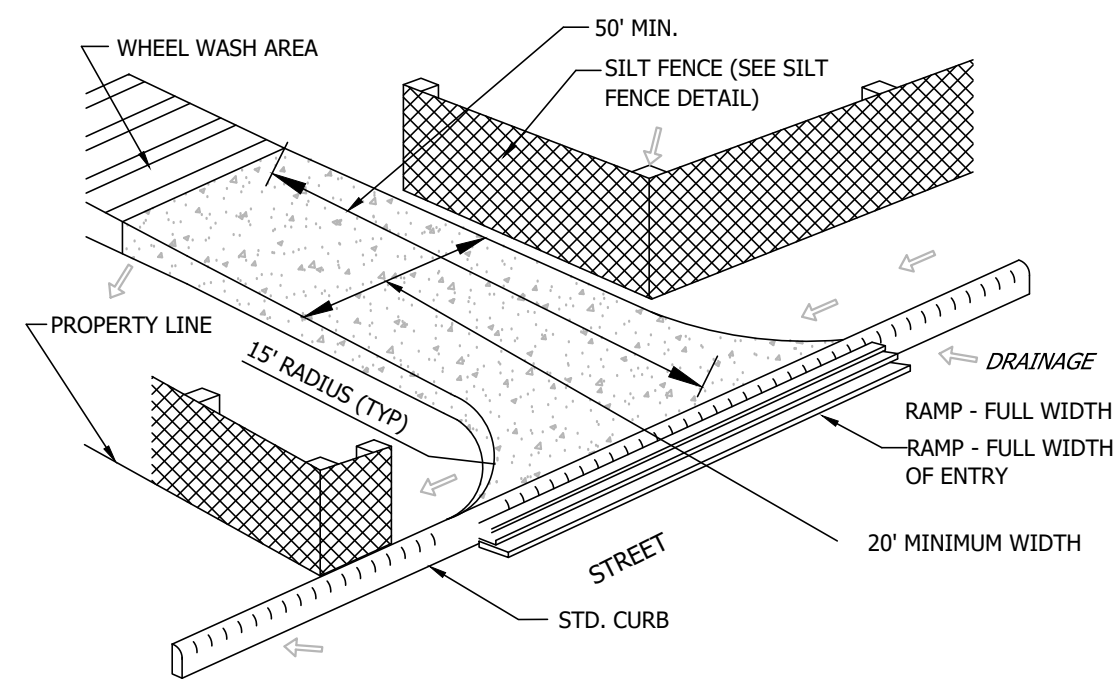 50' MIN.
WHEEL WASH AREA
SILT FENCE (SEE SILT
FENCE DETAIL)
PROPERTY LINE
15' RADIUS (TYP)
DRAINAGE
RAMP - FULL WIDTH
RAMP - FULL WIDTH
OF ENTRY
20' MINIMUM WIDTH
STREET
STD. CURB